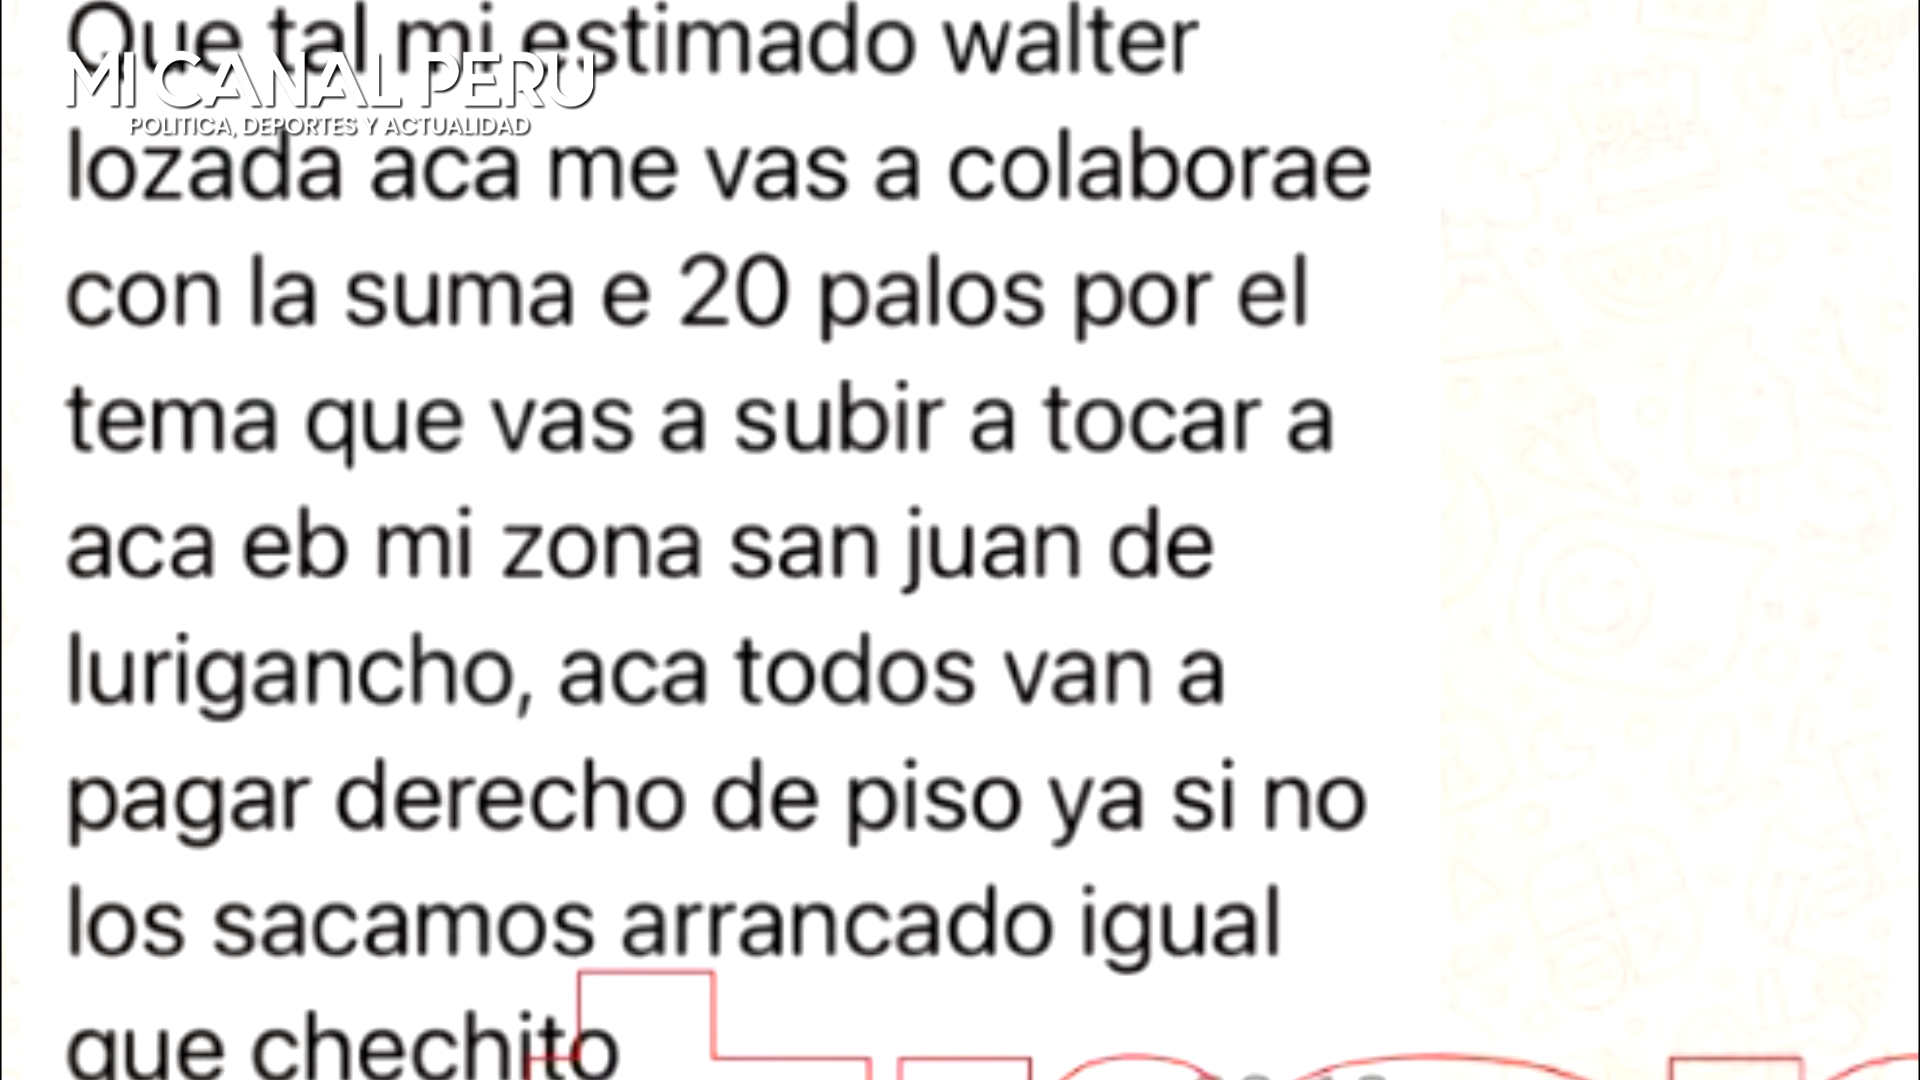 Que tal mi estimado walter
MI CANAL PERU
POLITICA, DEPORTES Y ACTUALIDAD
lozada aca me vas a colaborae
con la suma e 20 palos por el
tema que vas a subir a tocar a
aca eb mi zona san juan de
lurigancho, aca todos van a
pagar derecho de piso ya si no
los sacamos arrancado igual
que chechito